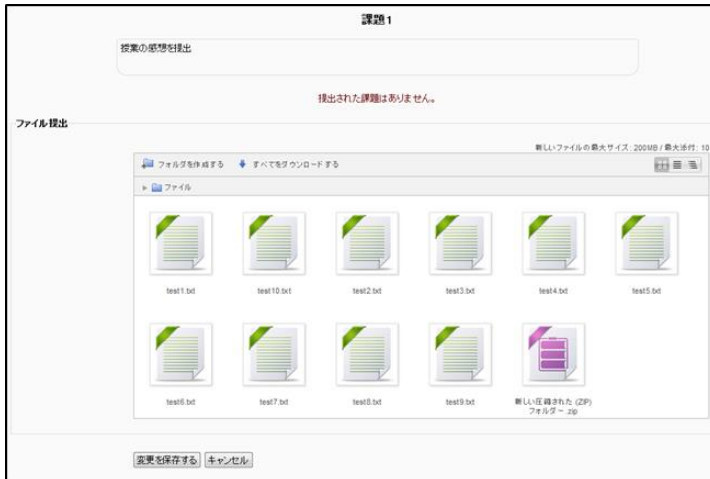 課題1
授業の感想を提出
提出された課題はありません。
ファイル提出
新しいファイルの最大サイズ: 200MB / 最大添付: 10
フォルダを作成する すべてをダウンロードする
ファイル
test1.txt test10.txt test2.txt test3.txt test4.txt test5.txt
test6.txt test7.txt test8.txt test9.txt 新しい圧縮された (ZIP)
フォルダー.zip
変更を保存する キャンセル